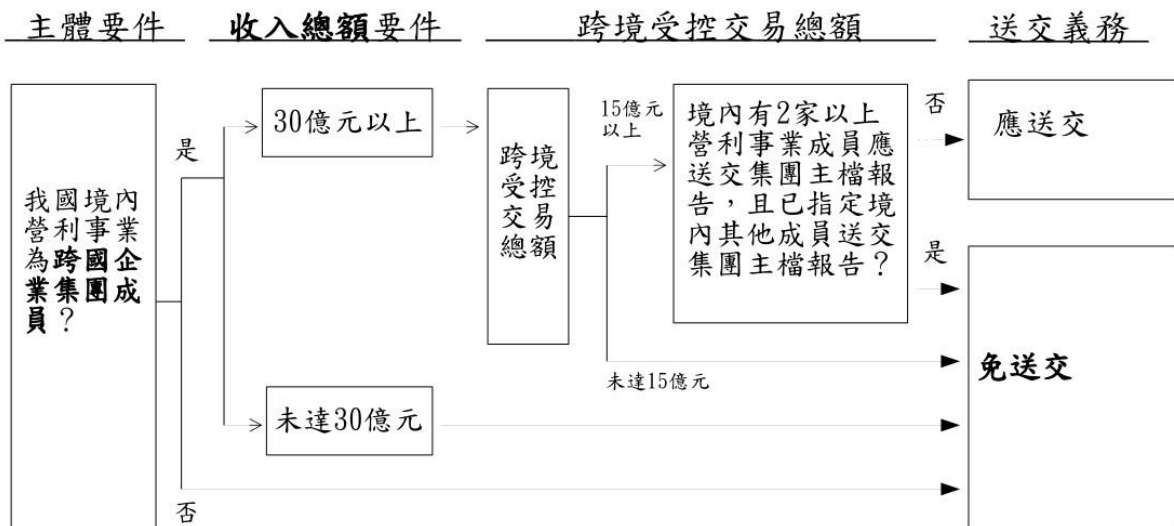 主體要件 收入總額要件 跨境受控交易總額 送交義務
我國境內
營利事業
為跨國企
業集團成
員？
是
否
30億元以上
未達30億元
跨境
受控
交易
總額
15億元
以上
未達15億元
境內有2家以上
營利事業成員應
送交集團主檔報
告，且已指定境
內其他成員送交
集團主檔報告？
否
是
應送交
免送交